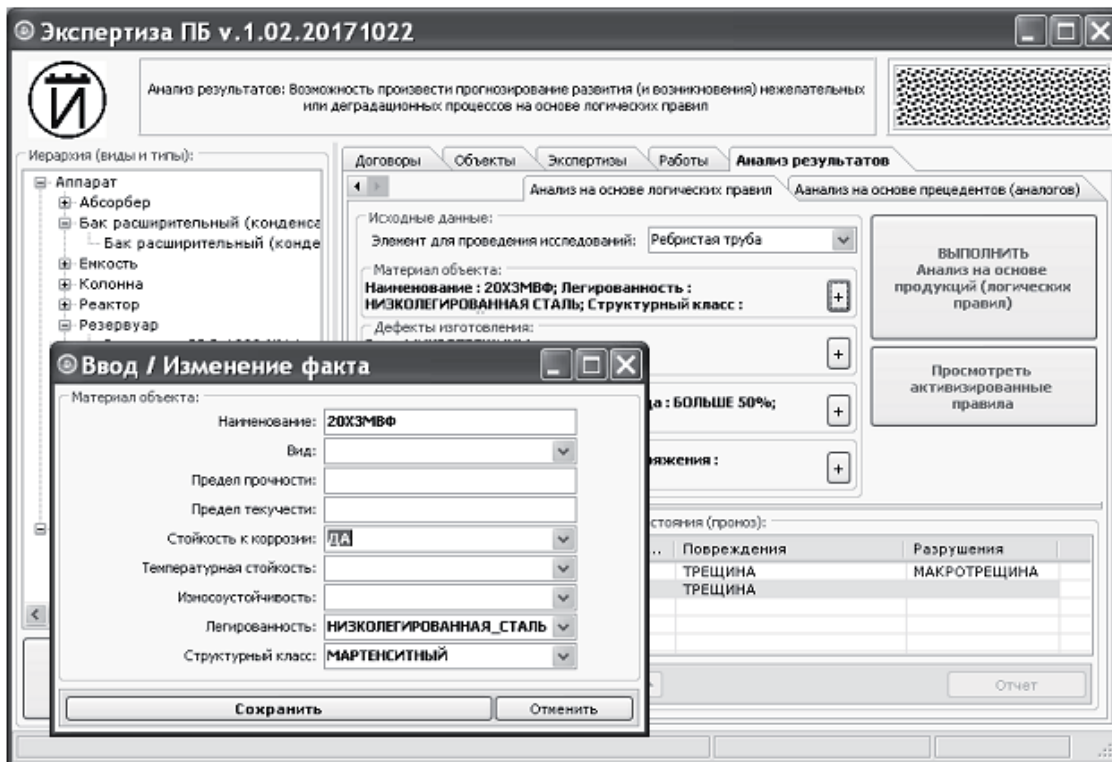 Экспертиза ПБ v.1.02.20171022
Анализ результатов: Возможность произвести прогнозирование развития (и возникновения) нежелательных
или деградационных процессов на основе логических правил
Иерархия (виды и типы):
Аппарат
Абсорбер
Бак расширительный (конденса
Бак расширительный (конде
Емкость
Колонна
Реактор
Резервуар
Договоры Объекты Экспертизы Работы Анализ результатов
Анализ на основе логических правил Аанализ на основе прецедентов (аналогов)
Исходные данные:
Элемент для проведения исследований: Ребристая труба
Материал объекта:
Наименование : 20ХЗМВФ; Легированность :
НИЗКОЛЕГИРОВАННАЯ СТАЛЬ; Структурный класс :
+
Дефекты изготовления:
+
да : БОЛЬШЕ 50%;
+
ряжения :
+
ВЫПОЛНИТЬ
Анализ на основе
продукций (логических
правил)
Просмотреть
активизированные
правила
стояния (проноз):
.. Повреждения Разрушения
ТРЕЩИНА МАКРОТРЕЩИНА
ТРЕЩИНА
Отчет
Ввод / Изменение факта
Материал объекта:
Наименование: 20ХЗМВФ
Вид:
Предел прочности:
Предел текучести:
Стойкость к коррозии: ДА
Температурная стойкость:
Износоустойчивость:
Легированность: НИЗКОЛЕГИРОВАННАЯ_СТАЛЬ
Структурный класс: МАРТЕНСИТНЫЙ
Сохранить Отменить